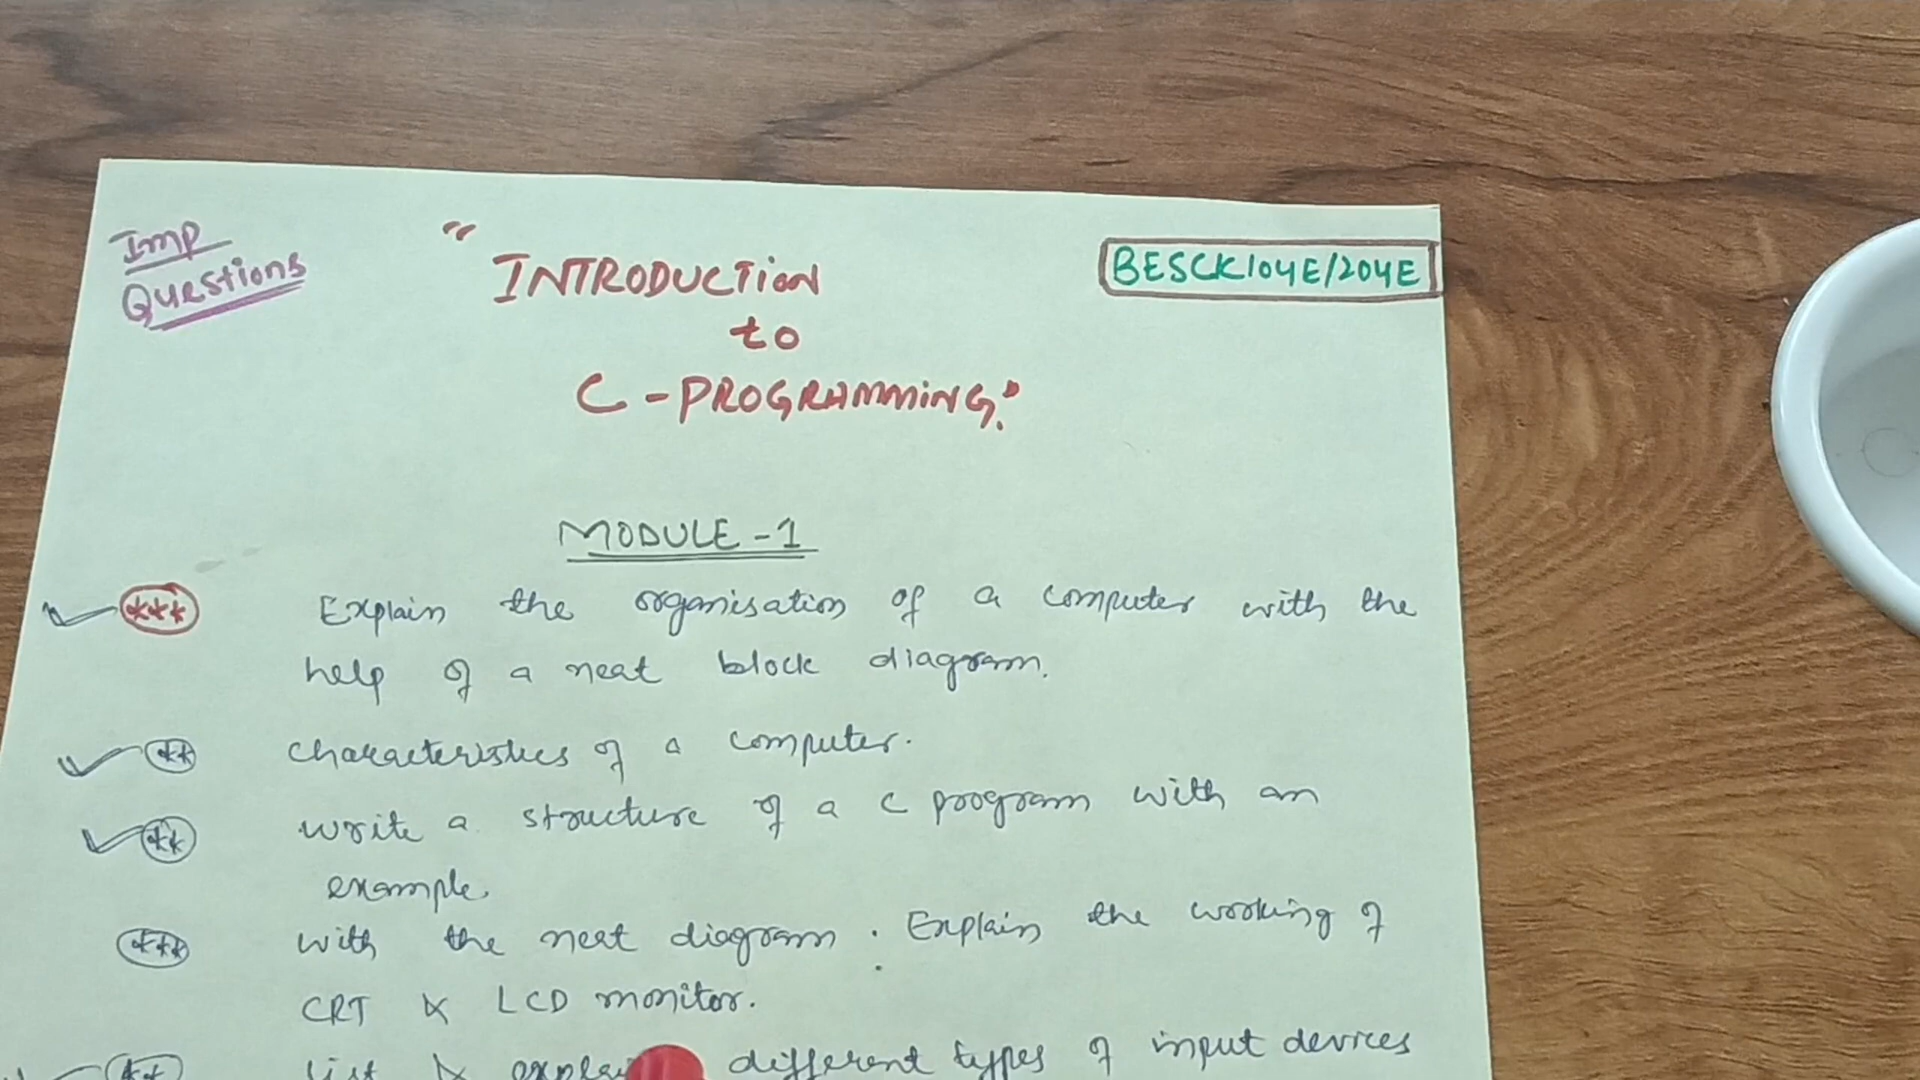 Imp
Questions
"INTRODUCTION
to
C-PROGRAMMING."
BESCK104E/204E
MODULE-1
*** Explain the organisation of a computer with the
help of a neat block diagram.
** characteristics of a computer.
** write a structure of a C program with an
example.
*** with the neat diagram. Explain the working of
CRT & LCD monitor.
** List & explain different types of input devices